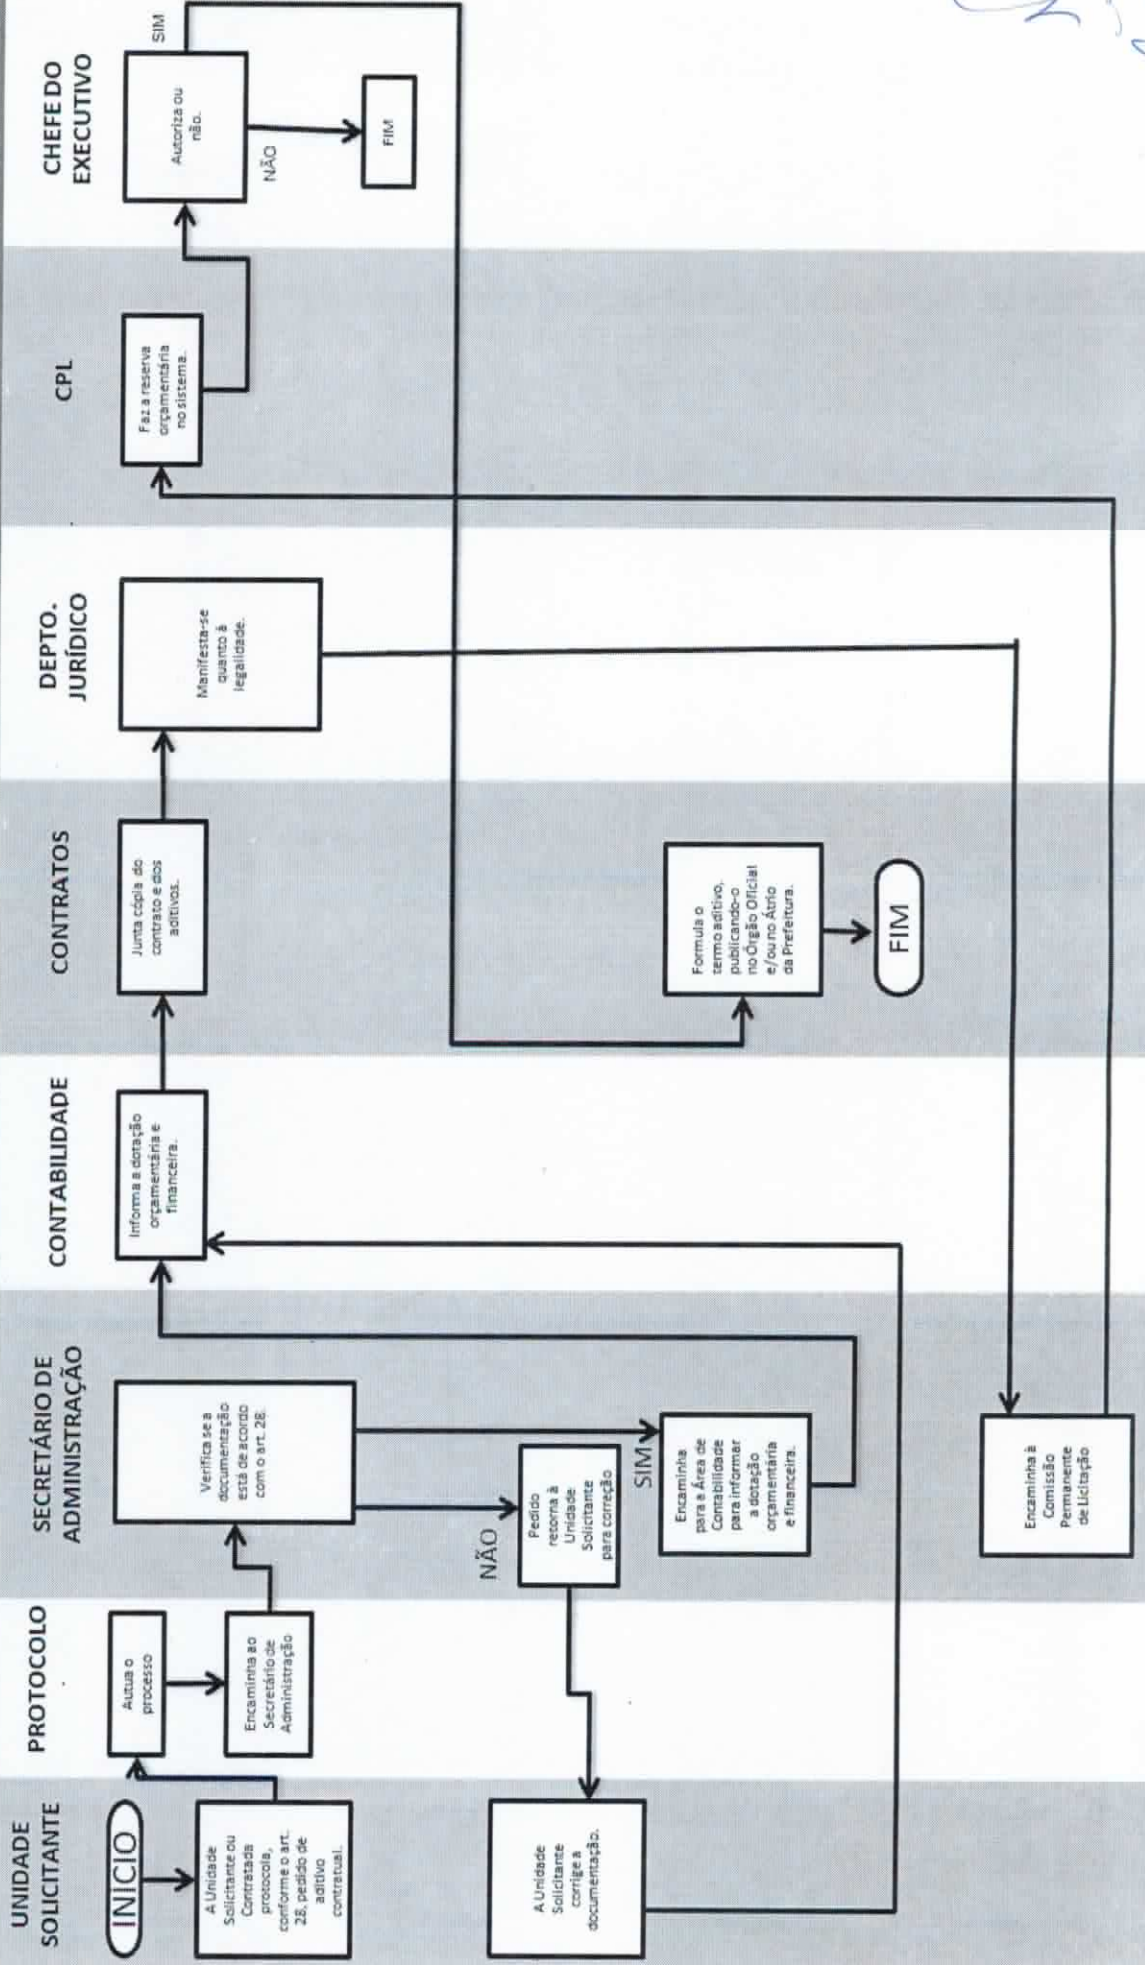 UNIDADE
SOLICITANTE
INICIO
A Unidade
Solicitante ou
Contratada
protocola,
conforme o art.
28, pedido de
aditivo
contratual.
A Unidade
Solicitante
corrige a
documentação.
PROTOCOLO
Autua o
processo
Encaminha ao
Secretário de
Administração
SECRETÁRIO DE
ADMINISTRAÇÃO
Verifica se a
documentação
está de acordo
com o art. 28.
NÃO
Pedido
retorna à
Unidade
Solicitante
para correção
SIM
Encaminha
para a Área de
Contabilidade
para informar
a dotação
orçamentária
e financeira.
Encaminha à
Comissão
Permanente
de Licitação
CONTABILIDADE
Informa a dotação
orçamentária e
financeira.
CONTRATOS
Junta cópia do
contrato e dos
aditivos.
Formula o
termo aditivo,
publicando-o
no Órgão Oficial
e/ou no Átrio
da Prefeitura.
FIM
DEPTO.
JURÍDICO
Manifesta-se
quanto à
legalidade.
CPL
Faz a reserva
orçamentária
no sistema.
CHEFE DO
EXECUTIVO
Autoriza ou
não.
SIM
NÃO
FIM